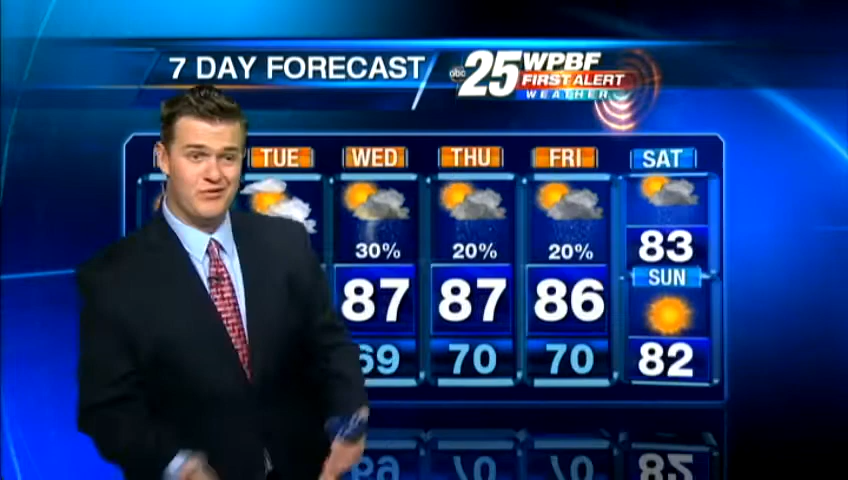 7 DAY FORECAST
abc 25 WPBF
FIRST ALERT
WEATHER
TUE WED THU FRI SAT
30% 20% 20% 83
SUN
87 87 86
69 70 70 82